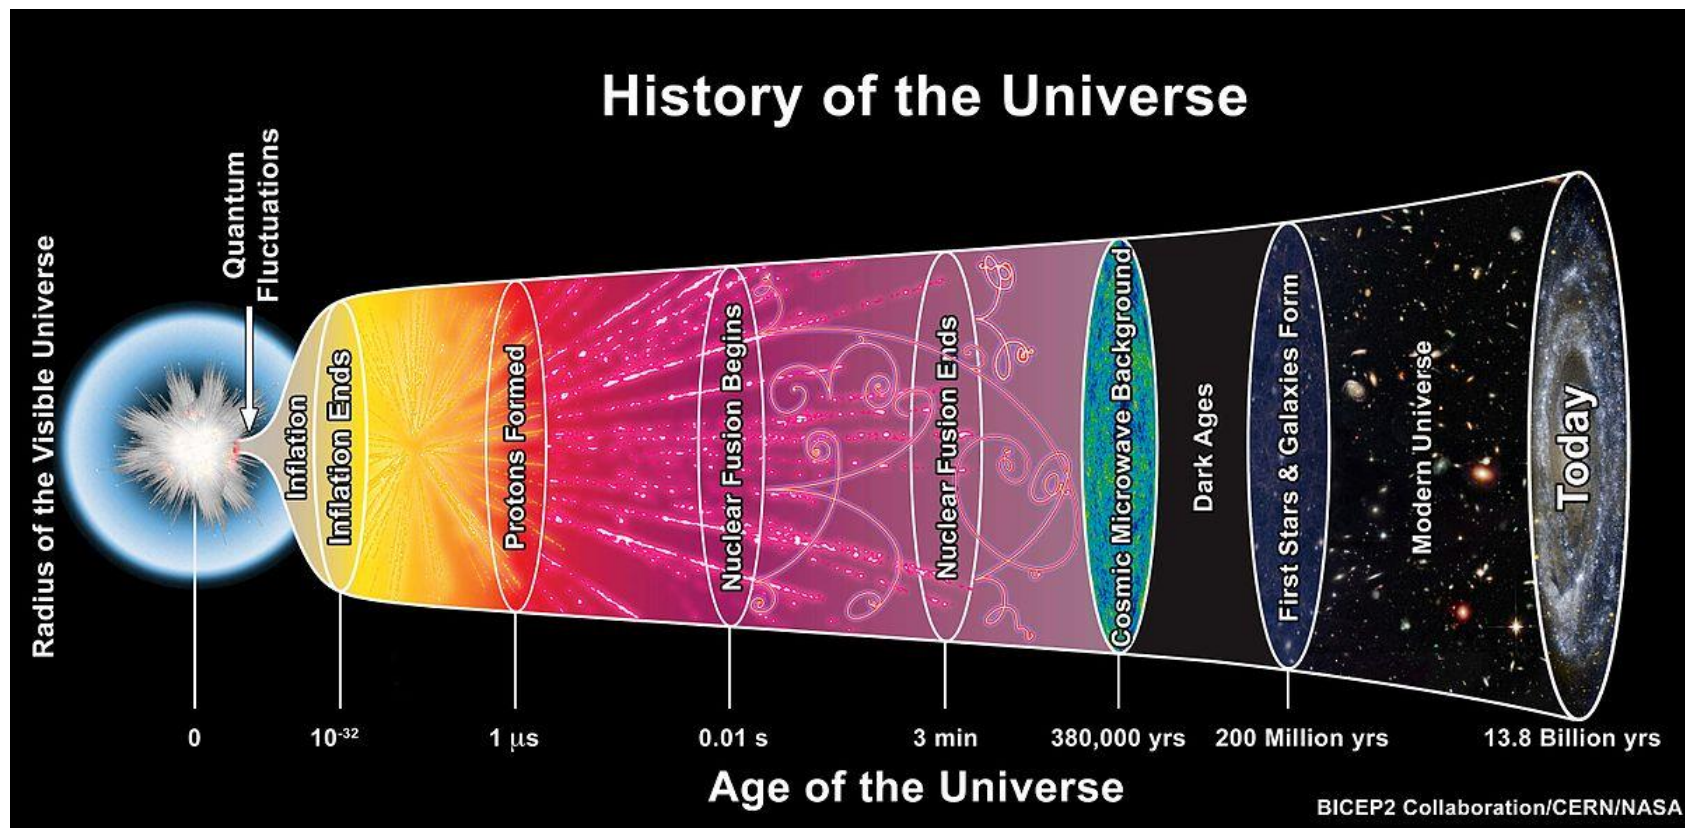 History of the Universe
Radius of the Visible Universe
Quantum
Fluctuations
Inflation
Inflation Ends
Protons Formed
Nuclear Fusion Begins
Nuclear Fusion Ends
Cosmic Microwave Background
Dark Ages
First Stars & Galaxies Form
Modern Universe
Today
0
10⁻³²
1 µs
0.01 s
3 min
380,000 yrs
200 Million yrs
13.8 Billion yrs
Age of the Universe
BICEP2 Collaboration/CERN/NASA